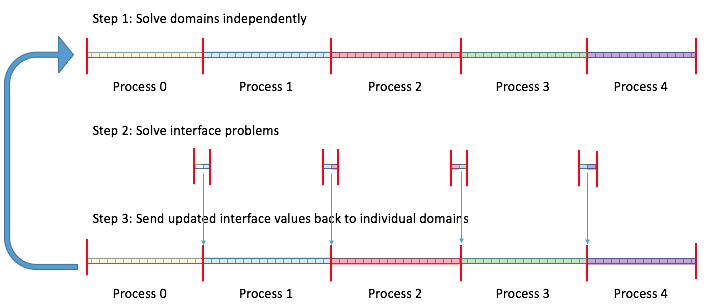 Step 1: Solve domains independently
Process 0
Process 1
Process 2
Process 3
Process 4
Step 2: Solve interface problems
Step 3: Send updated interface values back to individual domains
Process 0
Process 1
Process 2
Process 3
Process 4